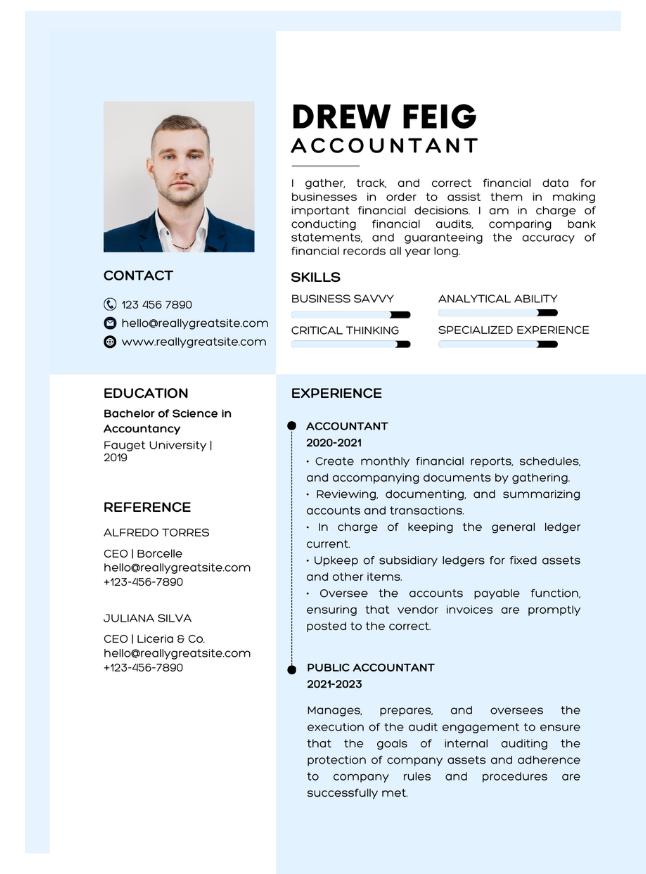 DREW FEIG
ACCOUNTANT
I gather, track, and correct financial data for
businesses in order to assist them in making
important financial decisions. I am in charge of
conducting financial audits, comparing bank
statements, and guaranteeing the accuracy of
financial records all year long.
CONTACT
123 456 7890
hello@reallygreatsite.com
www.reallygreatsite.com
SKILLS
BUSINESS SAVVY
ANALYTICAL ABILITY
CRITICAL THINKING
SPECIALIZED EXPERIENCE
EDUCATION
Bachelor of Science in
Accountancy
Fauget University |
2019
REFERENCE
ALFREDO TORRES
CEO | Borcelle
hello@reallygreatsite.com
+123-456-7890
JULIANA SILVA
CEO | Liceria & Co.
hello@reallygreatsite.com
+123-456-7890
EXPERIENCE
ACCOUNTANT
2020-2021
• Create monthly financial reports, schedules,
and accompanying documents by gathering.
• Reviewing, documenting, and summarizing
accounts and transactions.
• In charge of keeping the general ledger
current.
• Upkeep of subsidiary ledgers for fixed assets
and other items.
• Oversee the accounts payable function,
ensuring that vendor invoices are promptly
posted to the correct.
PUBLIC ACCOUNTANT
2021-2023
Manages, prepares, and oversees the
execution of the audit engagement to ensure
that the goals of internal auditing the
protection of company assets and adherence
to company rules and procedures are
successfully met.